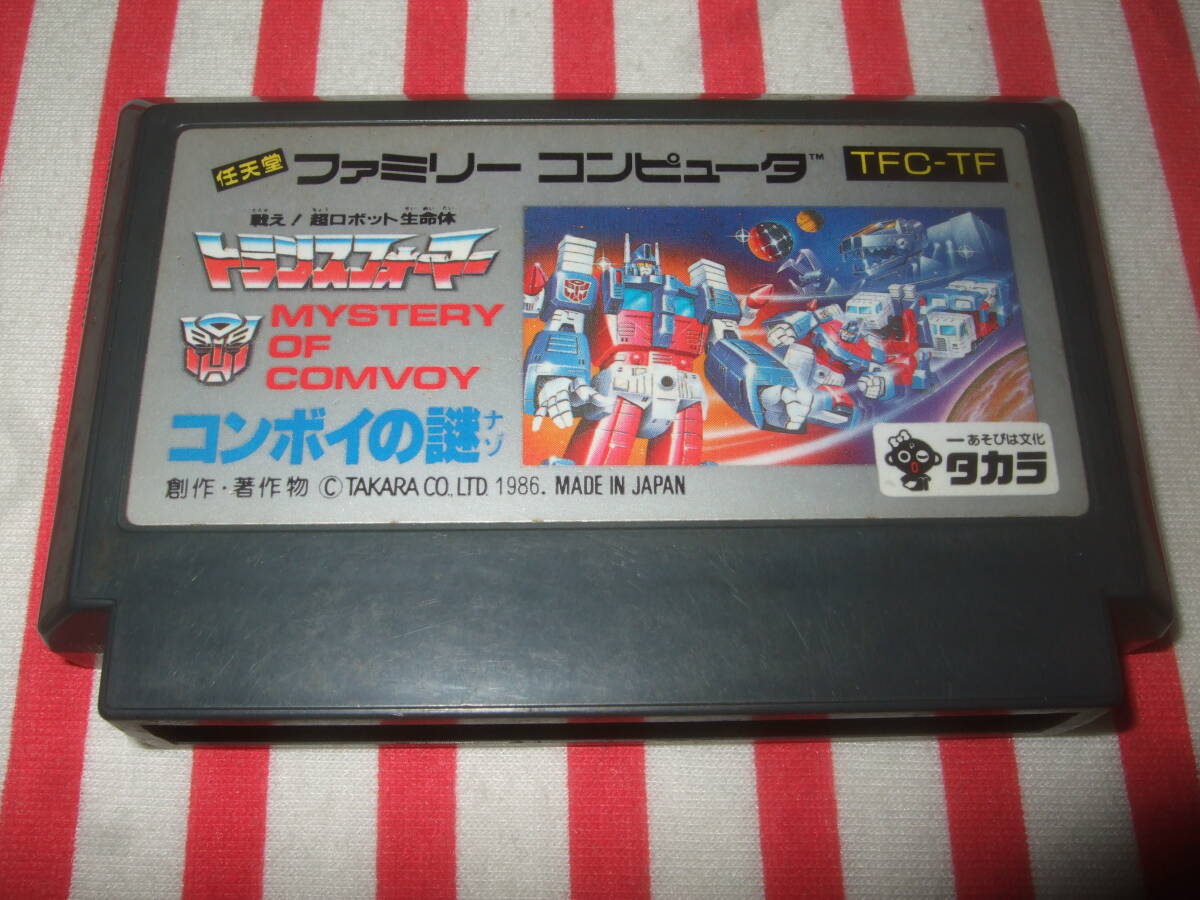 任天堂 ファミリー コンピュータ™ TFC-TF
戦え!超ロボット生命体
トランスフォーマー
MYSTERY
OF
COMVOY
コンボイの謎
ナゾ
創作・著作物 © TAKARA CO., LTD. 1986. MADE IN JAPAN
ーあそびは文化
タカラ